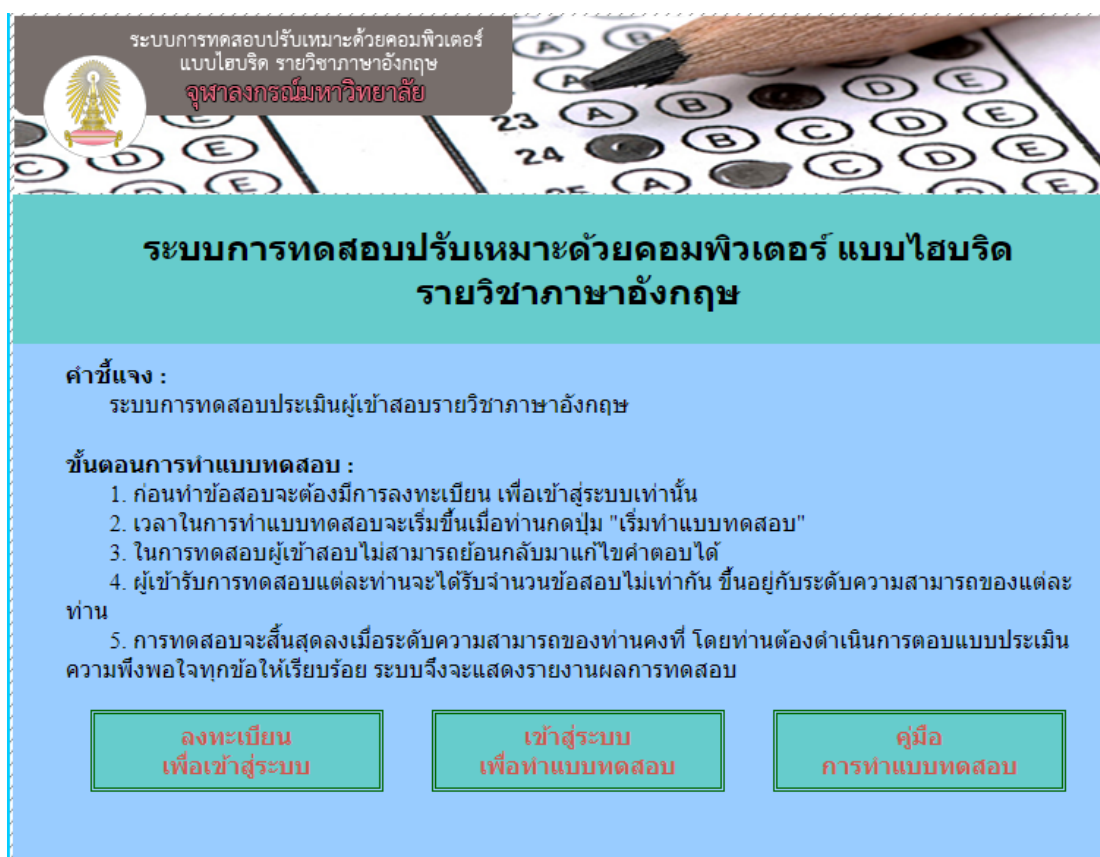 ระบบการทดสอบปรับเหมาะด้วยคอมพิวเตอร์
แบบไฮบริด รายวิชาภาษาอังกฤษ
จุฬาลงกรณ์มหาวิทยาลัย
A B
A B D E
23 A B C D E
24 B C D E
A D E
E
C D E
E
ระบบการทดสอบปรับเหมาะด้วยคอมพิวเตอร์ แบบไฮบริด
รายวิชาภาษาอังกฤษ
คำชี้แจง :
ระบบการทดสอบประเมินผู้เข้าสอบรายวิชาภาษาอังกฤษ
ขั้นตอนการทำแบบทดสอบ :
1. ก่อนทำข้อสอบจะต้องมีการลงทะเบียน เพื่อเข้าสู่ระบบเท่านั้น
2. เวลาในการทำแบบทดสอบจะเริ่มขึ้นเมื่อท่านกดปุ่ม "เริ่มทำแบบทดสอบ"
3. ในการทดสอบผู้เข้าสอบไม่สามารถย้อนกลับมาแก้ไขคำตอบได้
4. ผู้เข้ารับการทดสอบแต่ละท่านจะได้รับจำนวนข้อสอบไม่เท่ากัน ขึ้นอยู่กับระดับความสามารถของแต่ละ
ท่าน
5. การทดสอบจะสิ้นสุดลงเมื่อระดับความสามารถของท่านคงที่ โดยท่านต้องดำเนินการตอบแบบประเมิน
ความพึงพอใจทุกข้อให้เรียบร้อย ระบบจึงจะแสดงรายงานผลการทดสอบ
ลงทะเบียน
เพื่อเข้าสู่ระบบ
เข้าสู่ระบบ
เพื่อทำแบบทดสอบ
คู่มือ
การทำแบบทดสอบ